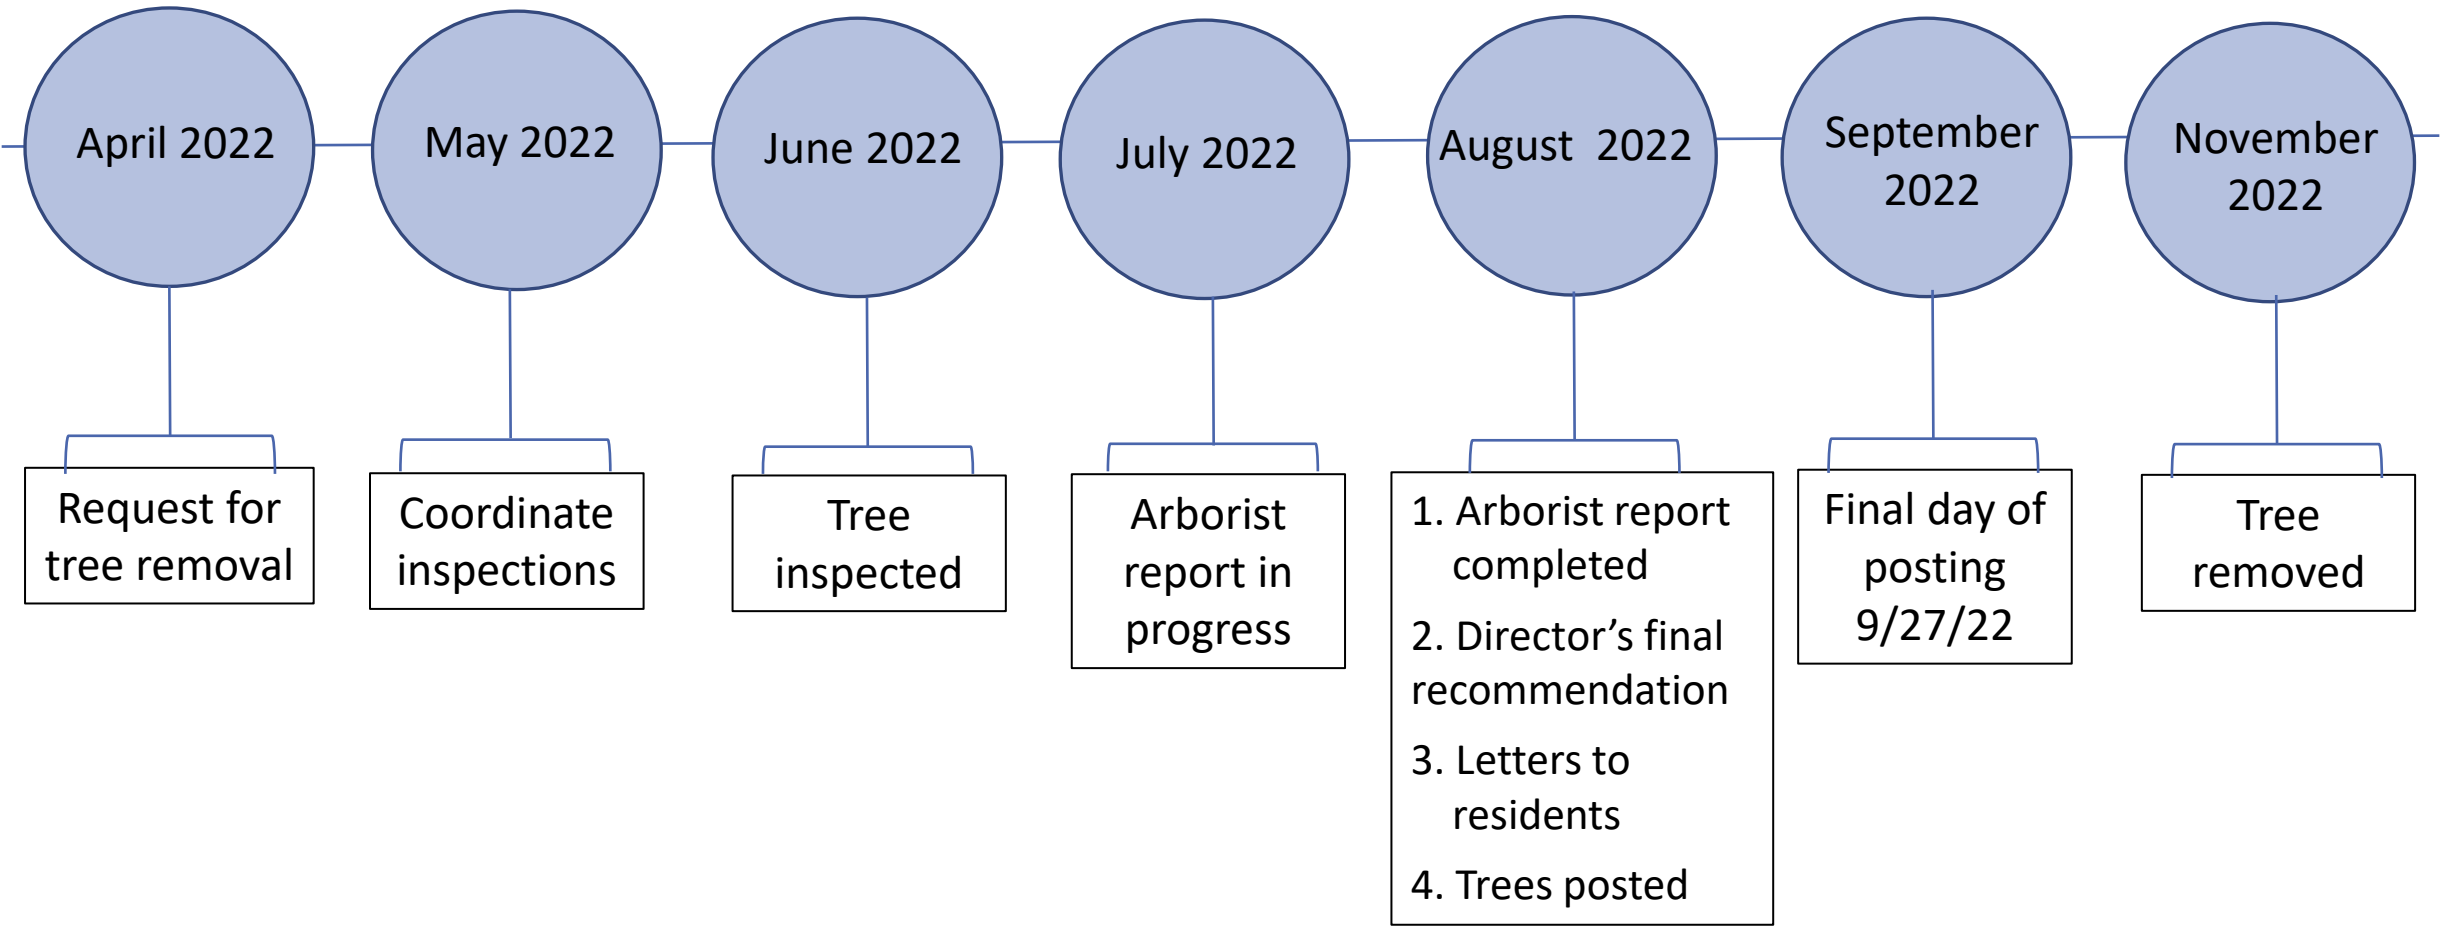 April 2022
May 2022
June 2022
July 2022
August 2022
September
2022
November
2022
Request for
tree removal
Coordinate
inspections
Tree
inspected
Arborist
report in
progress
1. Arborist report
completed
2. Director’s final
recommendation
3. Letters to
residents
4. Trees posted
Final day of
posting
9/27/22
Tree
removed